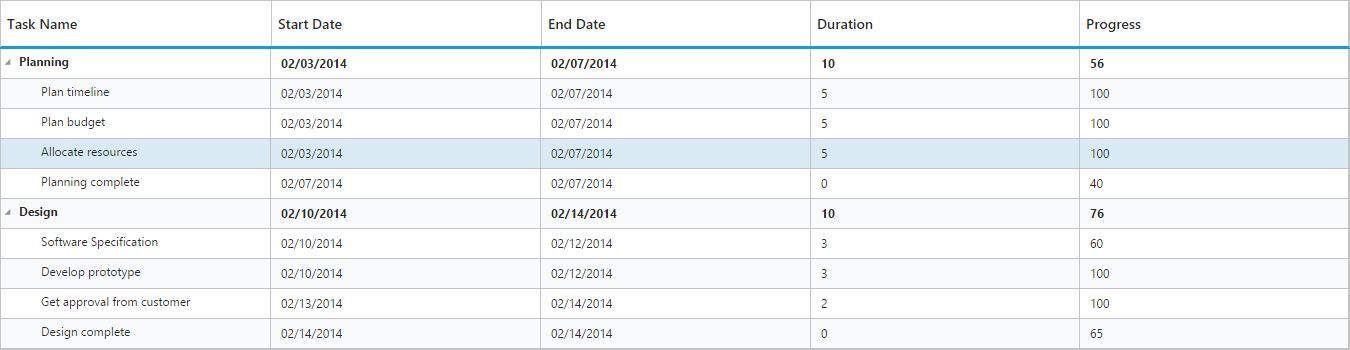 Task Name Start Date End Date Duration Progress
Planning 02/03/2014 02/07/2014 10 56
Plan timeline 02/03/2014 02/07/2014 5 100
Plan budget 02/03/2014 02/07/2014 5 100
Allocate resources 02/03/2014 02/07/2014 5 100
Planning complete 02/07/2014 02/07/2014 0 40
Design 02/10/2014 02/14/2014 10 76
Software Specification 02/10/2014 02/12/2014 3 60
Develop prototype 02/10/2014 02/12/2014 3 100
Get approval from customer 02/13/2014 02/14/2014 2 100
Design complete 02/14/2014 02/14/2014 0 65